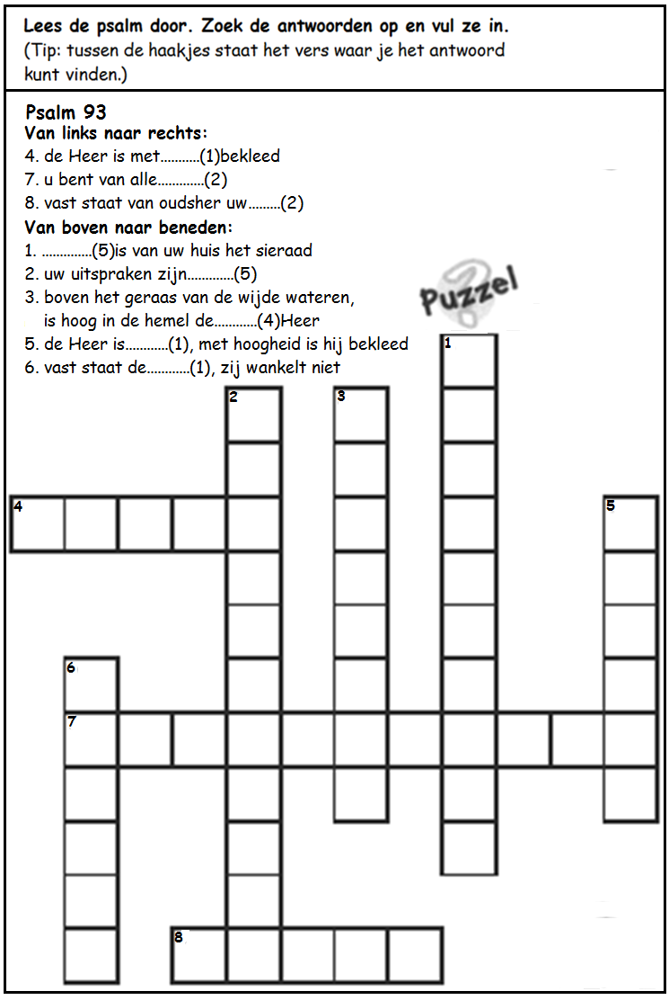 Lees de psalm door. Zoek de antwoorden op en vul ze in.
(Tip: tussen de haakjes staat het vers waar je het antwoord
kunt vinden.)
Psalm 93
Van links naar rechts:
4. de Heer is met...........(1)bekleed
7. u bent van alle.............(2)
8. vast staat van oudsher uw.........(2)
Van boven naar beneden:
1. ..............(5)is van uw huis het sieraad
2. uw uitspraken zijn.............(5)
3. boven het geraas van de wijde wateren,
is hoog in de hemel de............(4)Heer
5. de Heer is............(1), met hoogheid is hij bekleed
6. vast staat de............(1), zij wankelt niet
?
Puzzel
1
2
3
4
5
6
7
8